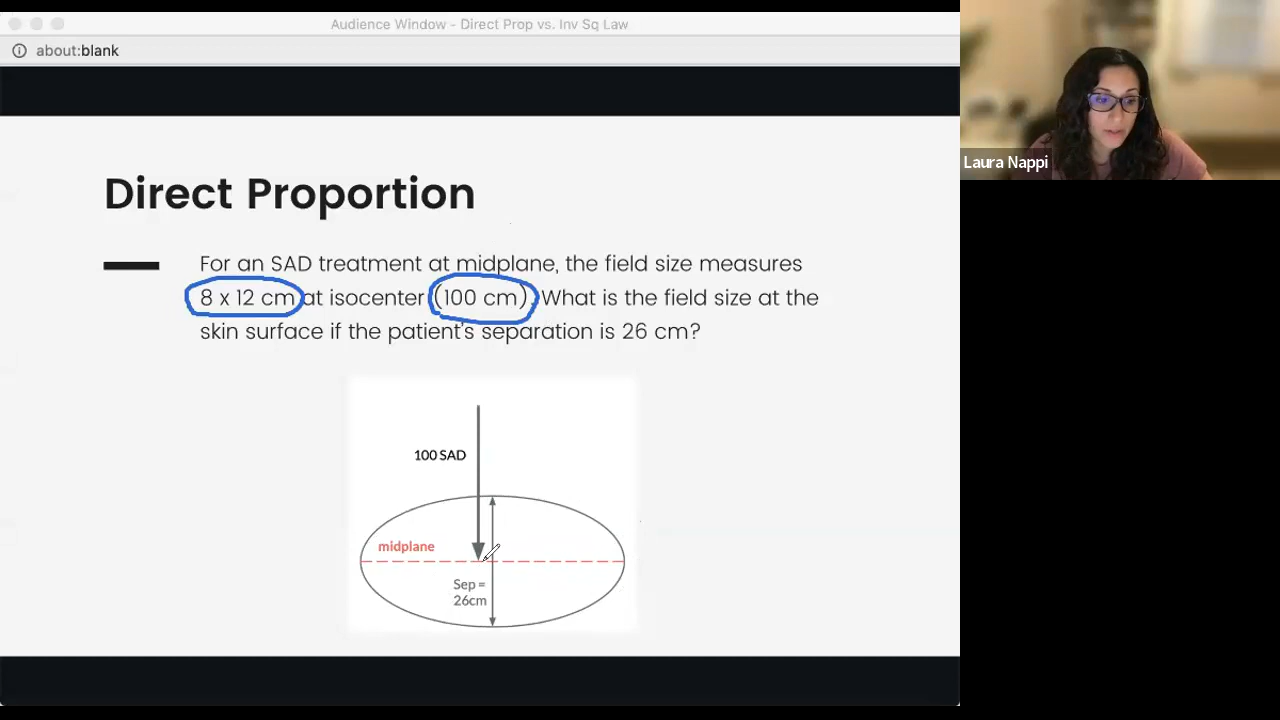 Audience Window - Direct Prop vs. Inv Sq Law
about:blank
Laura Nappi
Direct Proportion
For an SAD treatment at midplane, the field size measures
8 x 12 cm at isocenter (100 cm). What is the field size at the
skin surface if the patient's separation is 26 cm?
100 SAD
midplane
Sep =
26cm